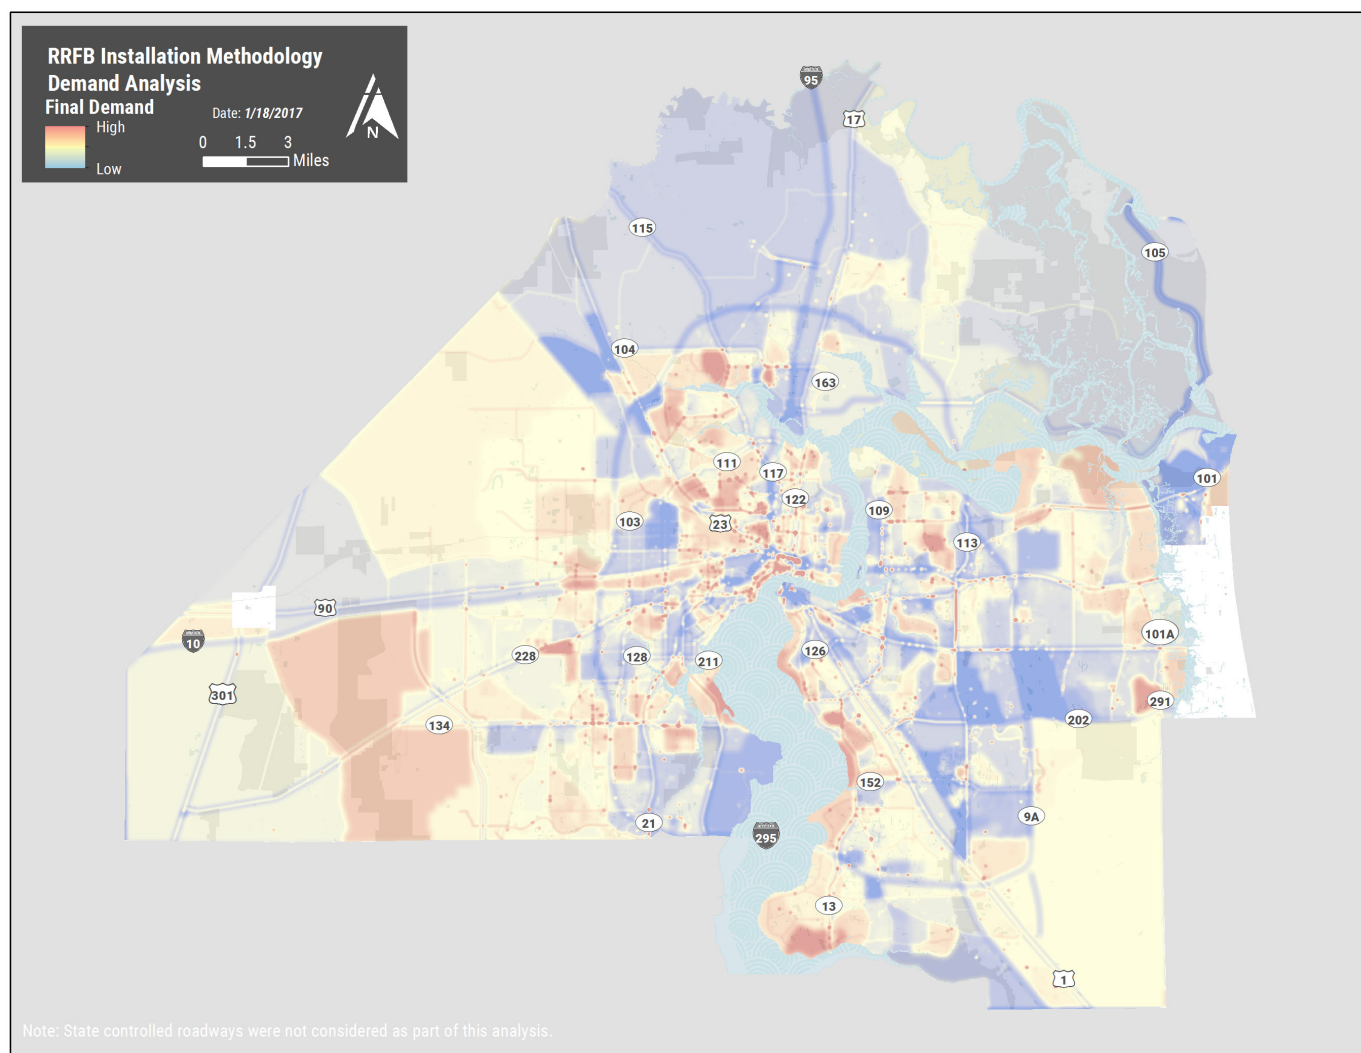 RRFB Installation Methodology
Demand Analysis
Final Demand
Date: 1/18/2017
High
Low
0 1.5 3
Miles
N
95
17
115
105
104
163
111
117
101
122
103
23
109
113
90
10
101A
228
128
211
126
301
291
134
202
152
21
9A
295
13
1
Note: State controlled roadways were not considered as part of this analysis.